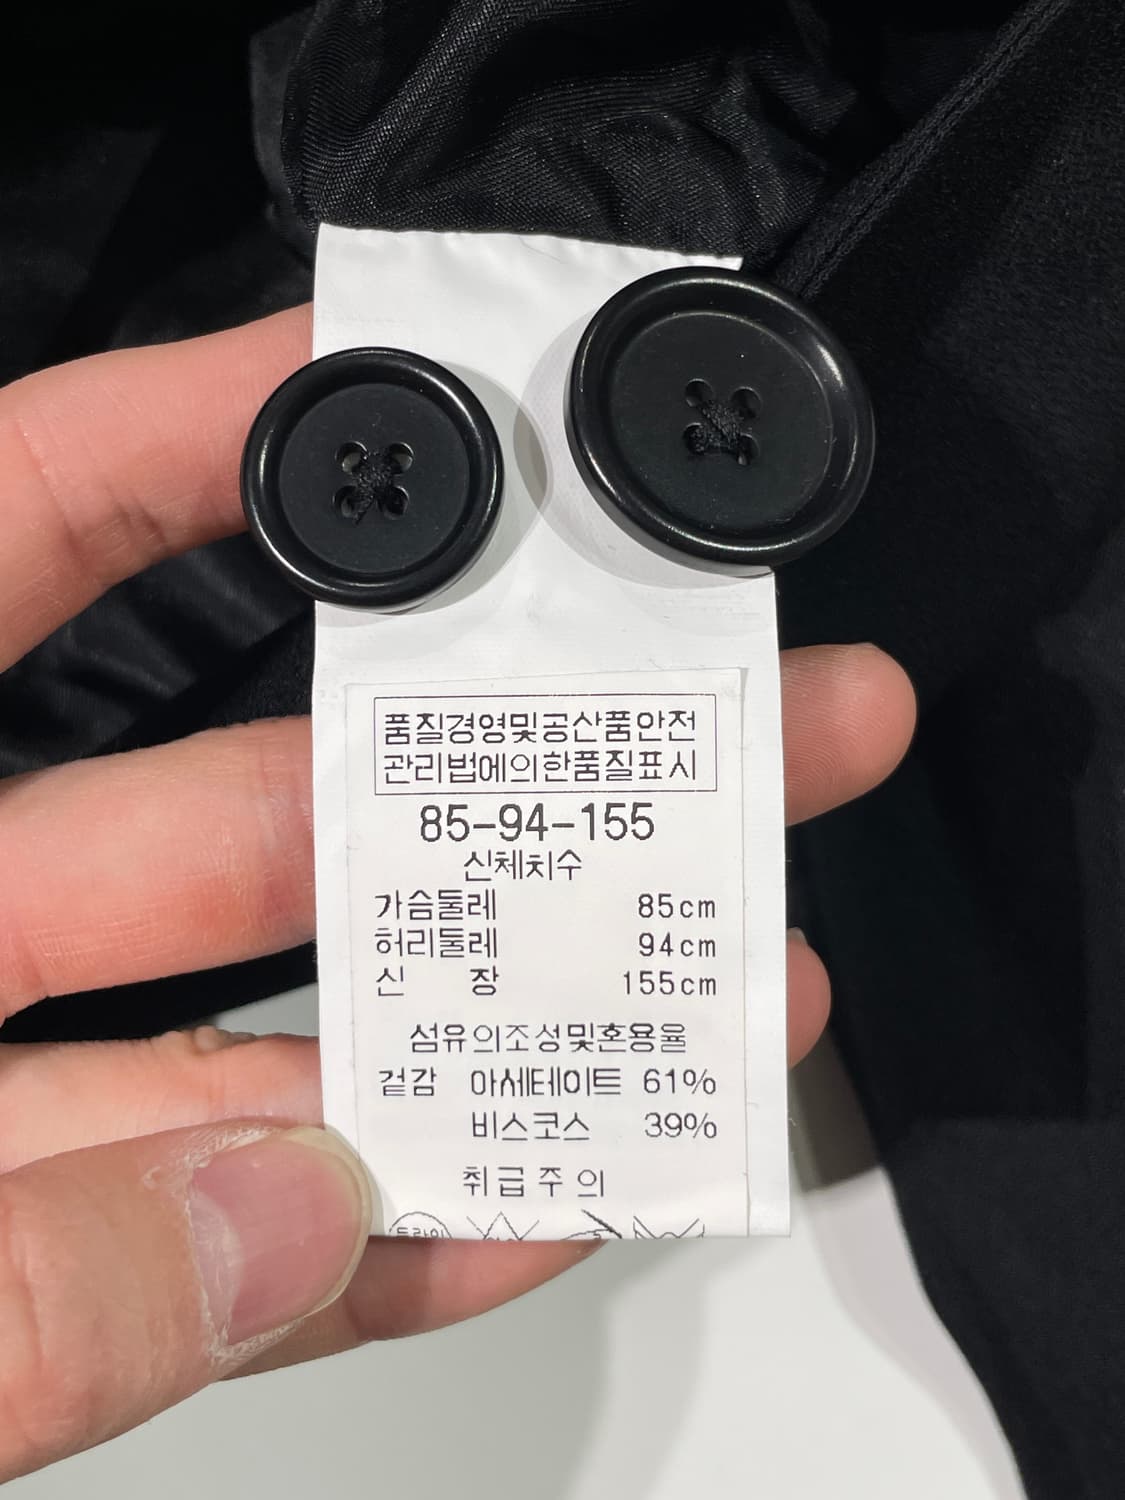 품질경영및공산품안전
관리법에의한품질표시
85-94-155
신체치수
가슴둘레 85cm
허리둘레 94cm
신 장 155cm
섬유의조성및혼용율
겉감 아세테이트 61%
비스코스 39%
취급주의